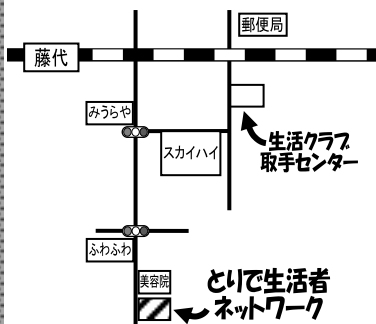 郵便局
藤代
みうらや
スカイハイ
生活クラブ
取手センター
ふわふわ
美容院
とりで生活者
ネットワーク